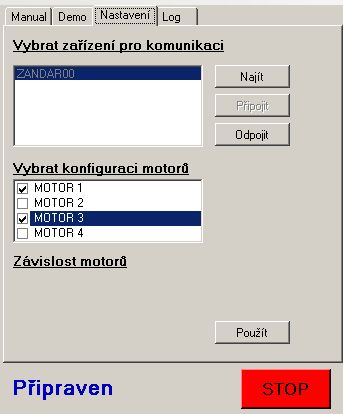 Manual Demo Nastavení Log
Vybrat zařízení pro komunikaci
ZANDAR00
Najít
Připojit
Odpojit
Vybrat konfiguraci motorů
MOTOR 1
MOTOR 2
MOTOR 3
MOTOR 4
Závislost motorů
Použít
Připraven
STOP